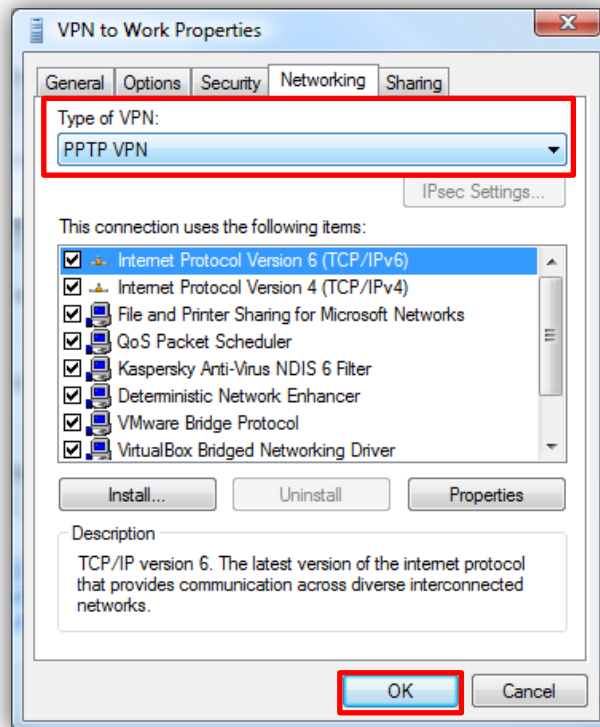 VPN to Work Properties
General Options Security Networking Sharing
Type of VPN:
PPTP VPN
IPsec Settings...
This connection uses the following items:
Internet Protocol Version 6 (TCP/IPv6)
Internet Protocol Version 4 (TCP/IPv4)
File and Printer Sharing for Microsoft Networks
QoS Packet Scheduler
Kaspersky Anti-Virus NDIS 6 Filter
Deterministic Network Enhancer
VMware Bridge Protocol
VirtualBox Bridged Networking Driver
Install... Uninstall Properties
Description
TCP/IP version 6. The latest version of the internet protocol
that provides communication across diverse interconnected
networks.
OK Cancel